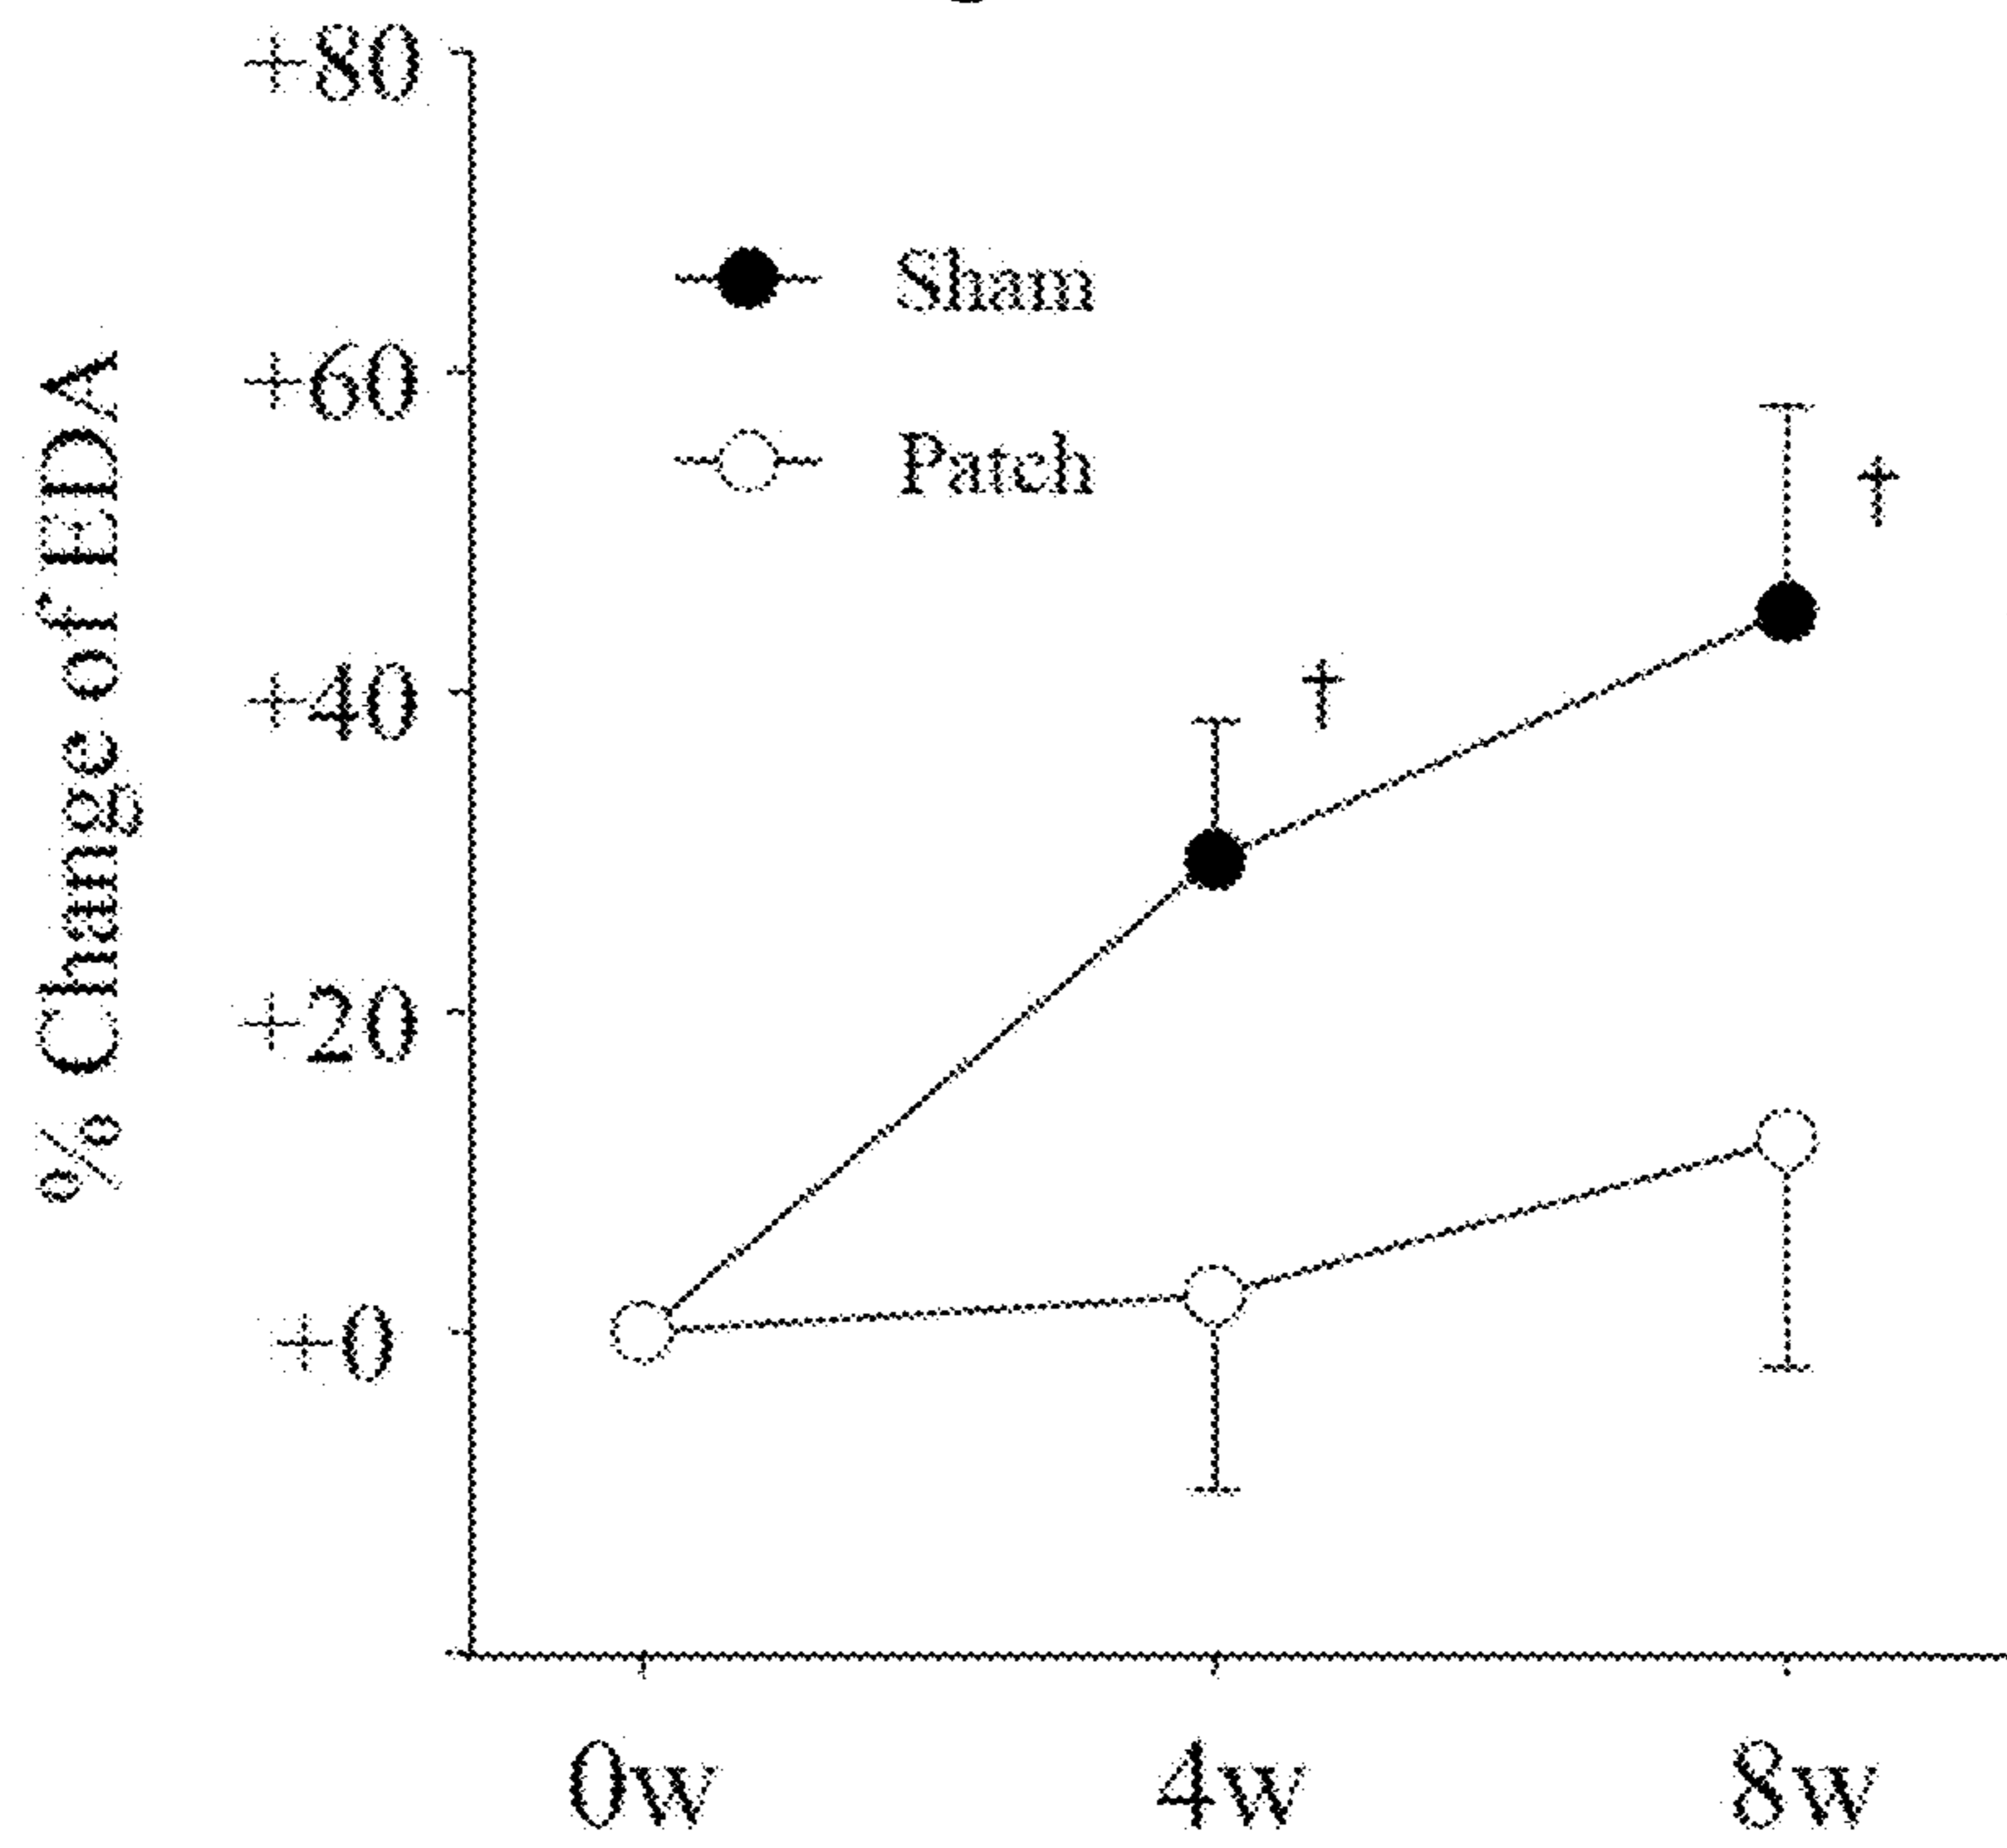 +80
+60
+40
+20
+0
% Change of EDA
Sham
Patch
†
†
0w 4w 8w